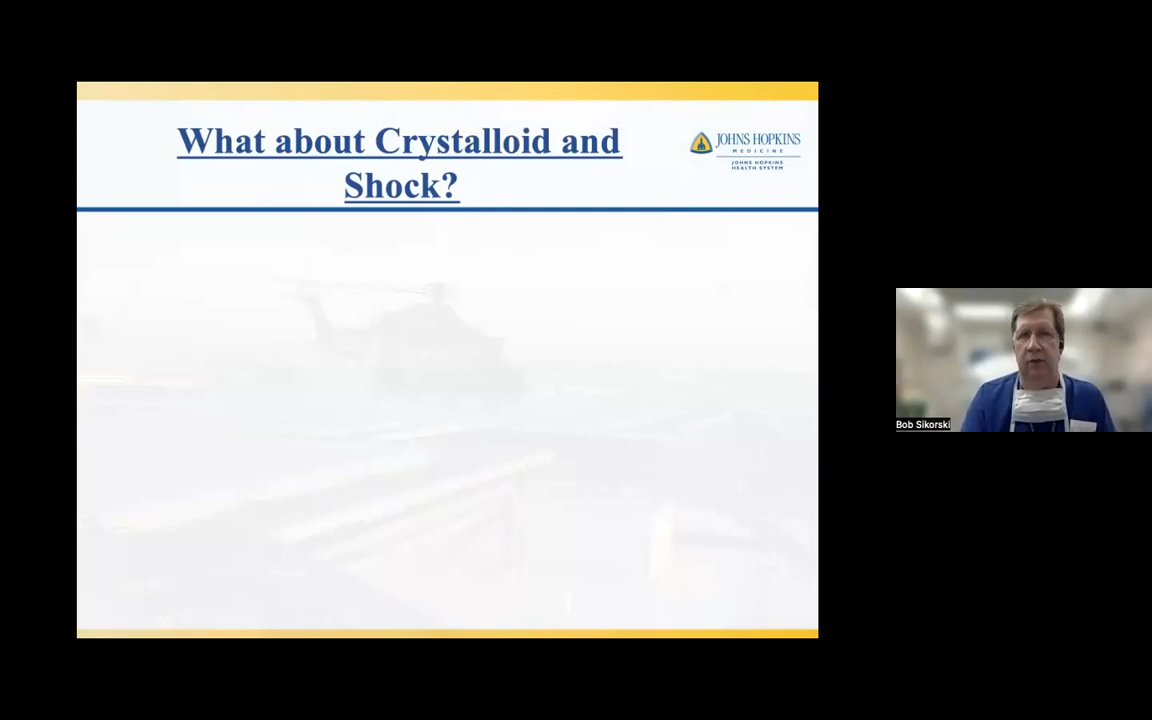 What about Crystalloid and
Shock?
JOHNS HOPKINS
MEDICINE
JOHNS HOPKINS
HEALTH SYSTEM
Bob Sikorski